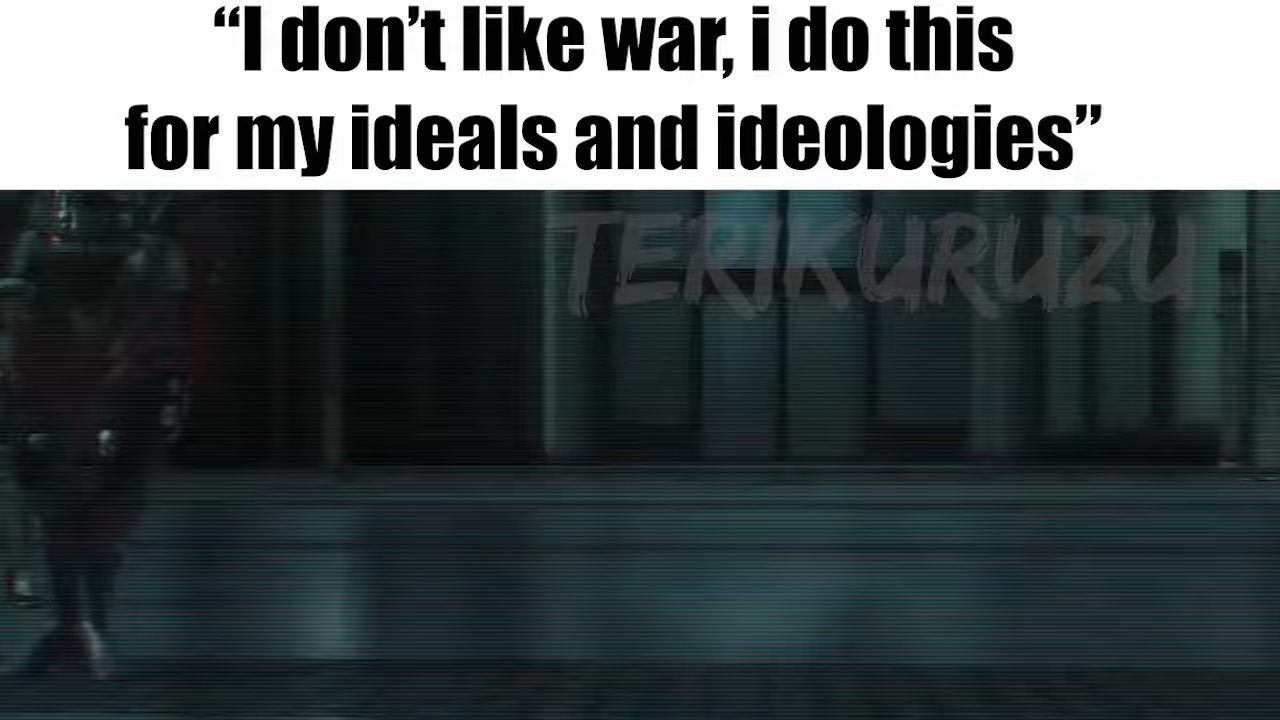 “I don’t like war, i do this
for my ideals and ideologies”
TERIKURUZU